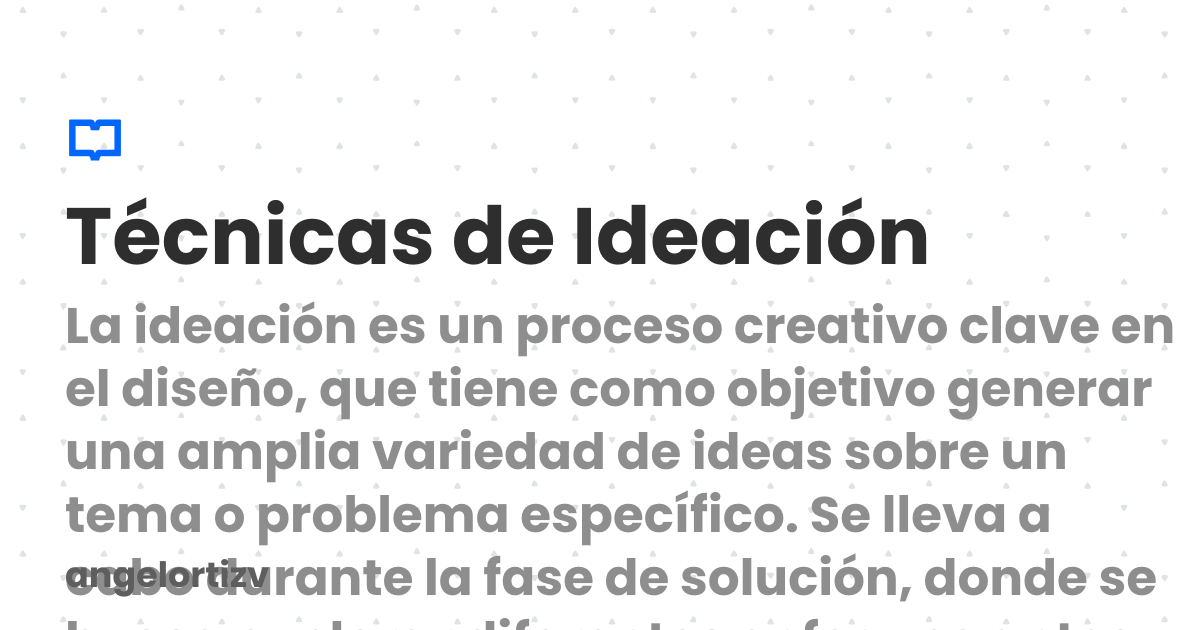 Técnicas de Ideación
La ideación es un proceso creativo clave en
el diseño, que tiene como objetivo generar
una amplia variedad de ideas sobre un
tema o problema específico. Se lleva a
cabo durante la fase de solución, donde se
angelortizv